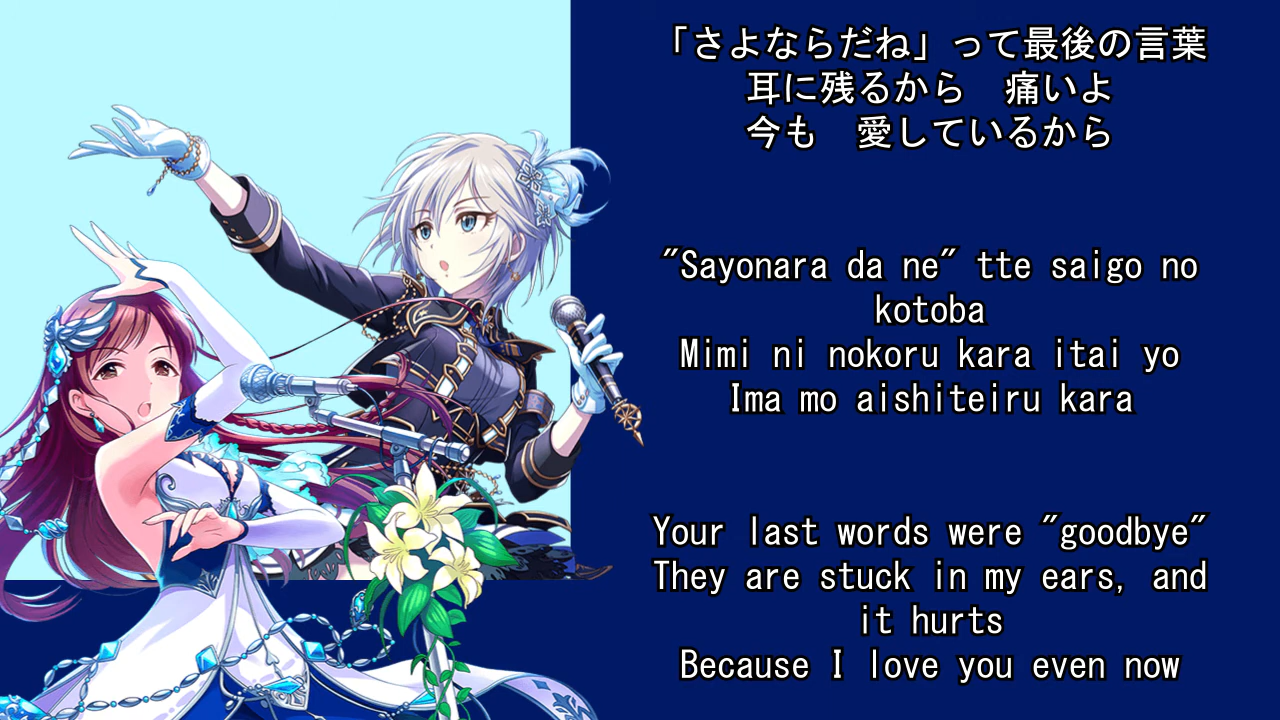 「さよならだね」って最後の言葉
耳に残るから　痛いよ
今も　愛しているから
"Sayonara da ne" tte saigo no
kotoba
Mimi ni nokoru kara itai yo
Ima mo aishiteiru kara
Your last words were "goodbye"
They are stuck in my ears, and
it hurts
Because I love you even now